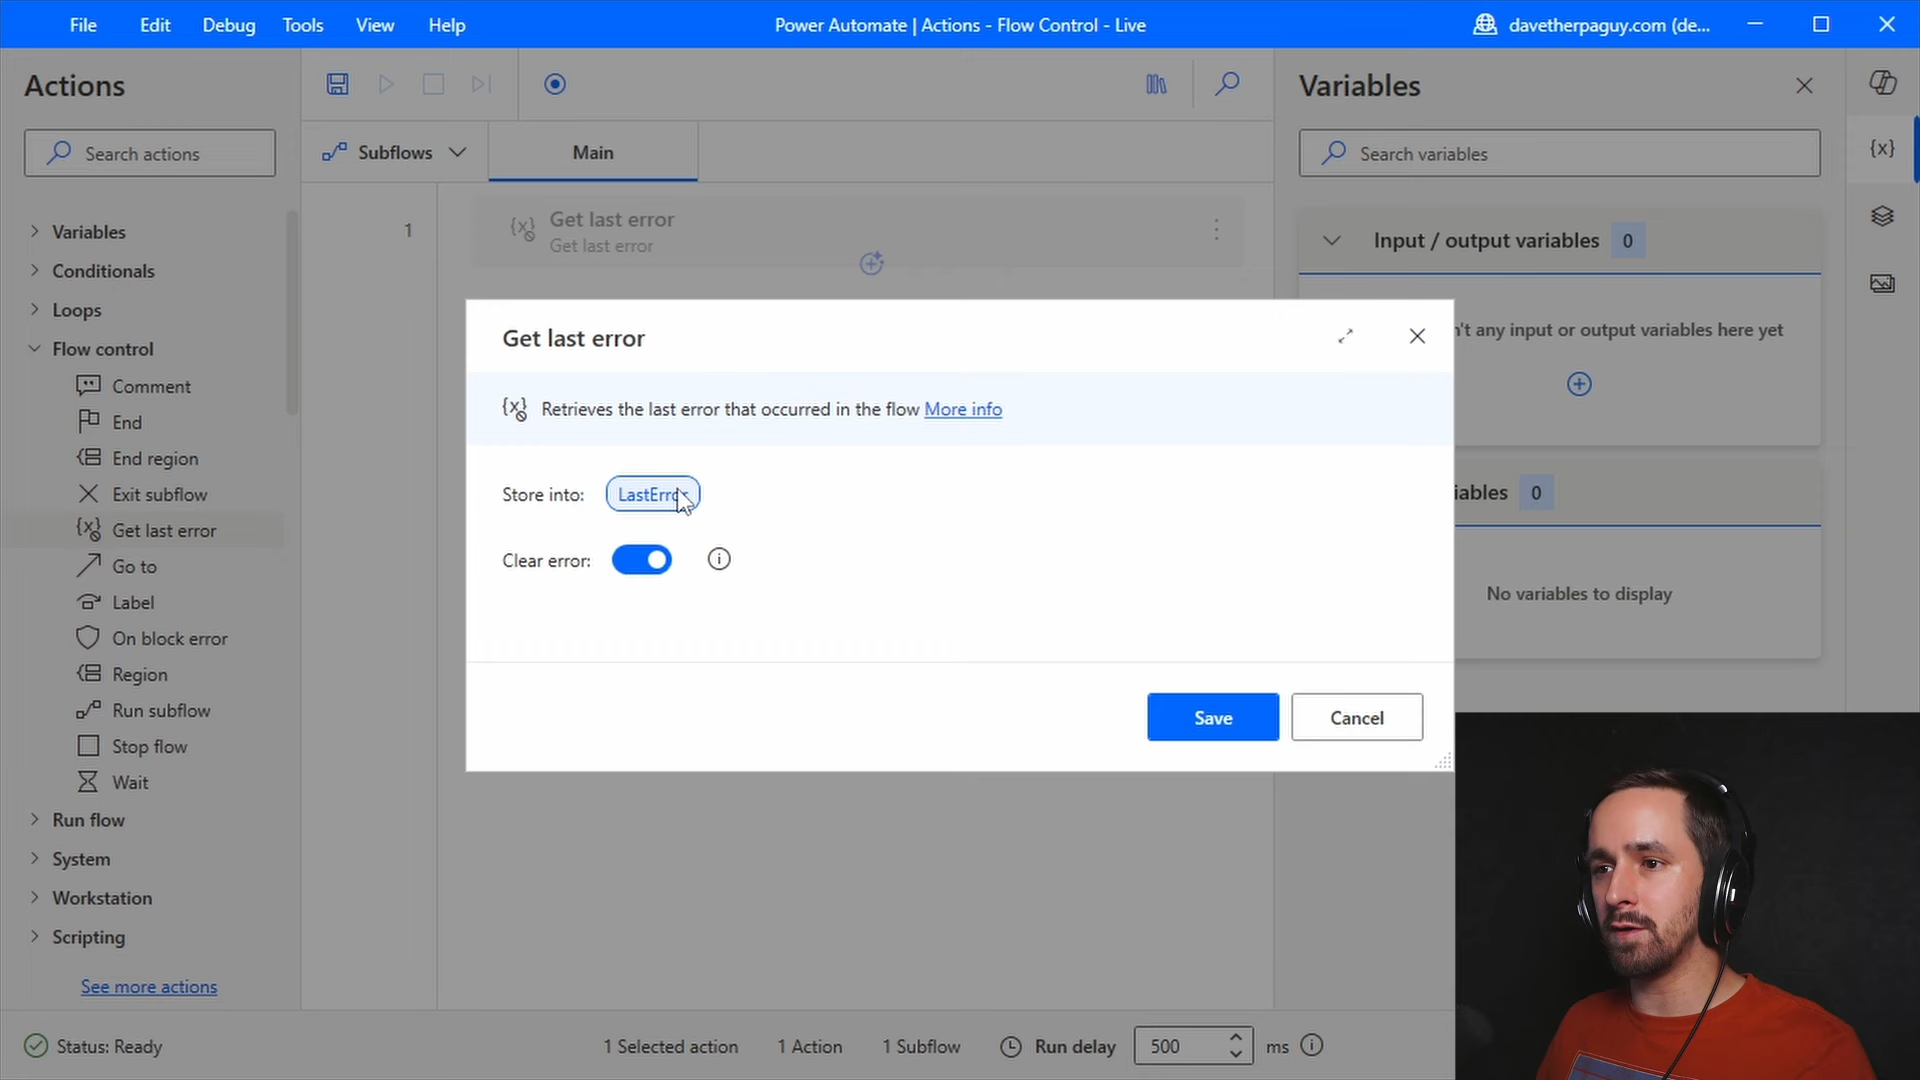 File Edit Debug Tools View Help
Power Automate | Actions - Flow Control - Live
davetherpaguy.com (de...
Actions
Search actions
Variables
Conditionals
Loops
Flow control
Comment
End
End region
Exit subflow
Get last error
Go to
Label
On block error
Region
Run subflow
Stop flow
Wait
Run flow
System
Workstation
Scripting
See more actions
Subflows
Main
1
Get last error
Get last error
Get last error
Retrieves the last error that occurred in the flow More info
Store into:
Clear error:
Save
Cancel
Variables
Search variables
{x}
Input / output variables 0
't any input or output variables here yet
iables 0
No variables to display
Status: Ready
1 Selected action
1 Action
1 Subflow
Run delay
500
ms